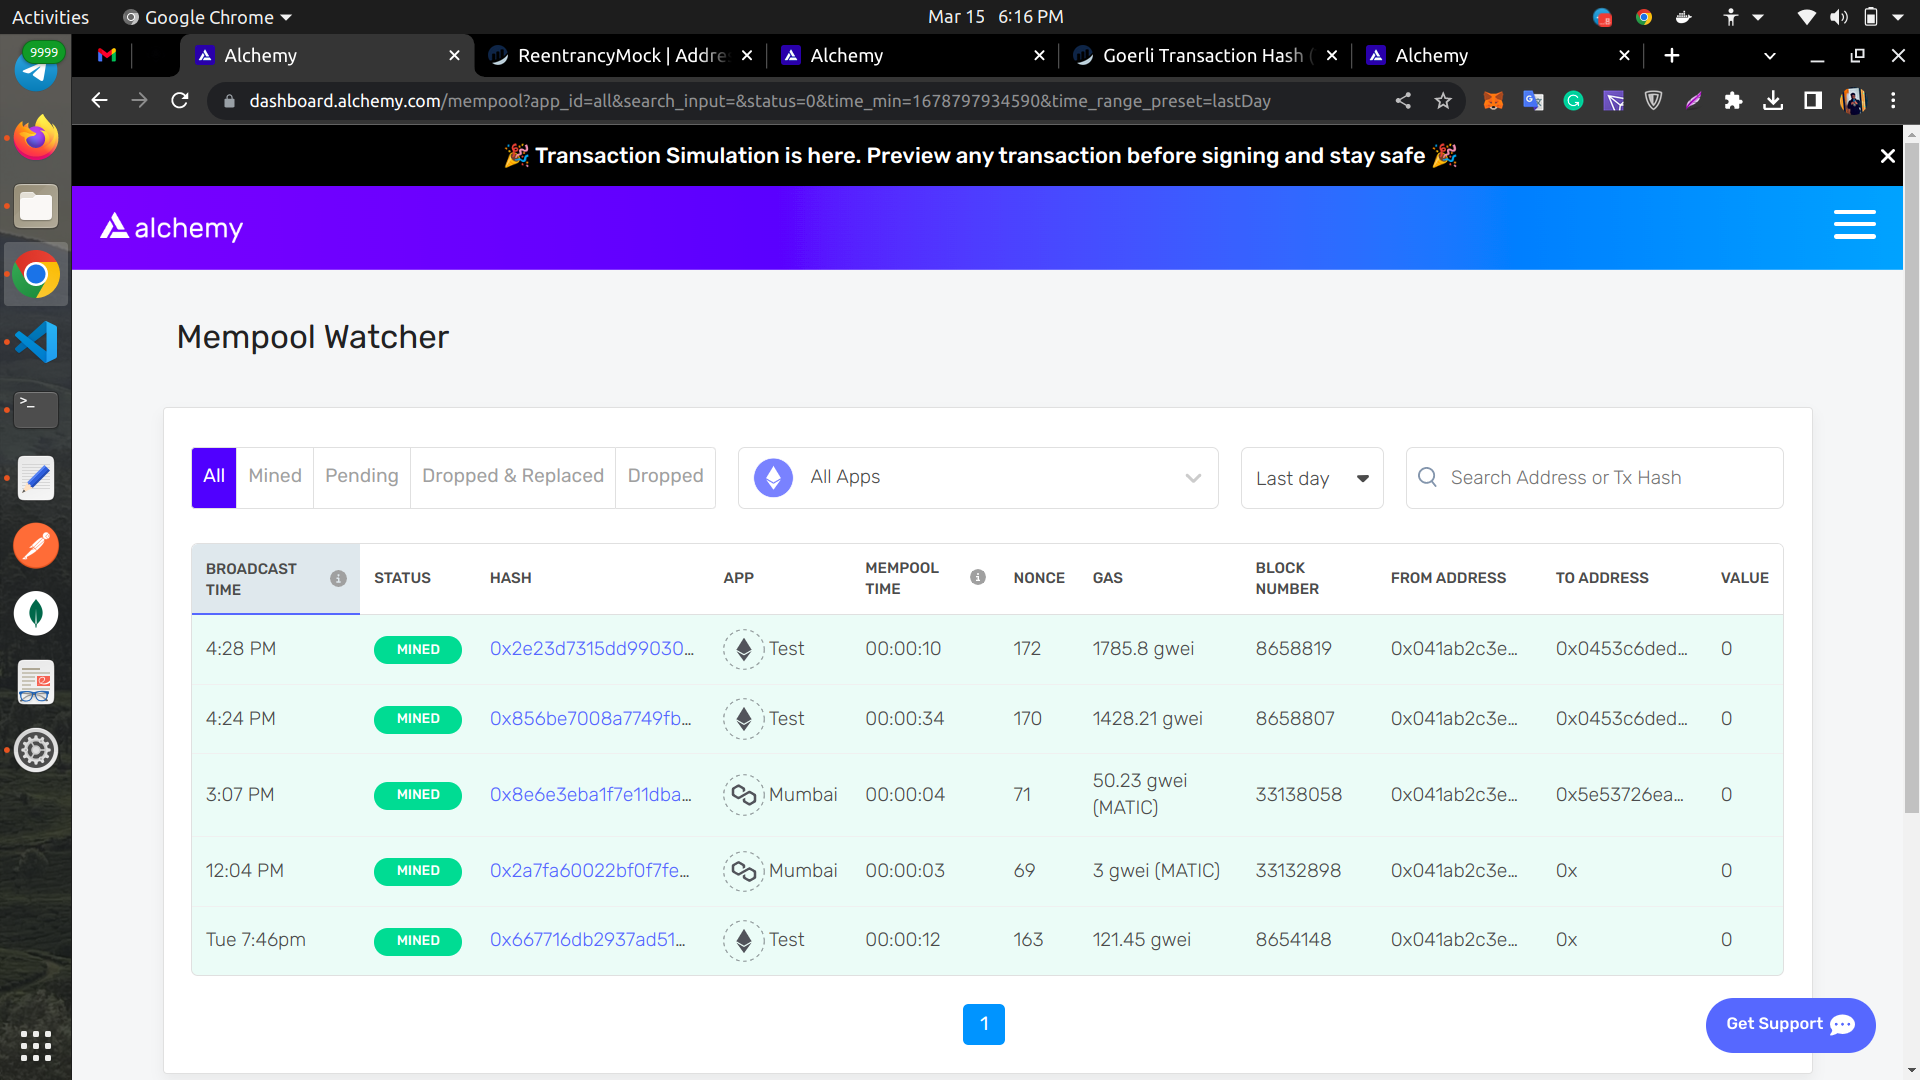 Activities
Google Chrome
Mar 15 6:16 PM
8
9999
Alchemy
ReentrancyMock | Addre
Alchemy
Goerli Transaction Hash (
Alchemy
dashboard.alchemy.com/mempool?app_id=all&search_input=&status=0&time_min=1678797934590&time_range_preset=lastDay
🎉 Transaction Simulation is here. Preview any transaction before signing and stay safe 🎉
alchemy
Mempool Watcher
All Mined Pending Dropped & Replaced Dropped All Apps Last day Search Address or Tx Hash
BROADCAST TIME STATUS HASH APP MEMPOOL TIME NONCE GAS BLOCK NUMBER FROM ADDRESS TO ADDRESS VALUE
4:28 PM MINED 0x2e23d7315dd99030... Test 00:00:10 172 1785.8 gwei 8658819 0x041ab2c3e... 0x0453c6ded... 0
4:24 PM MINED 0x856be7008a7749fb... Test 00:00:34 170 1428.21 gwei 8658807 0x041ab2c3e... 0x0453c6ded... 0
3:07 PM MINED 0x8e6e3eba1f7e11dba... Mumbai 00:00:04 71 50.23 gwei (MATIC) 33138058 0x041ab2c3e... 0x5e53726ea... 0
12:04 PM MINED 0x2a7fa60022bf0f7fe... Mumbai 00:00:03 69 3 gwei (MATIC) 33132898 0x041ab2c3e... 0x 0
Tue 7:46pm MINED 0x667716db2937ad51... Test 00:00:12 163 121.45 gwei 8654148 0x041ab2c3e... 0x 0
1
Get Support